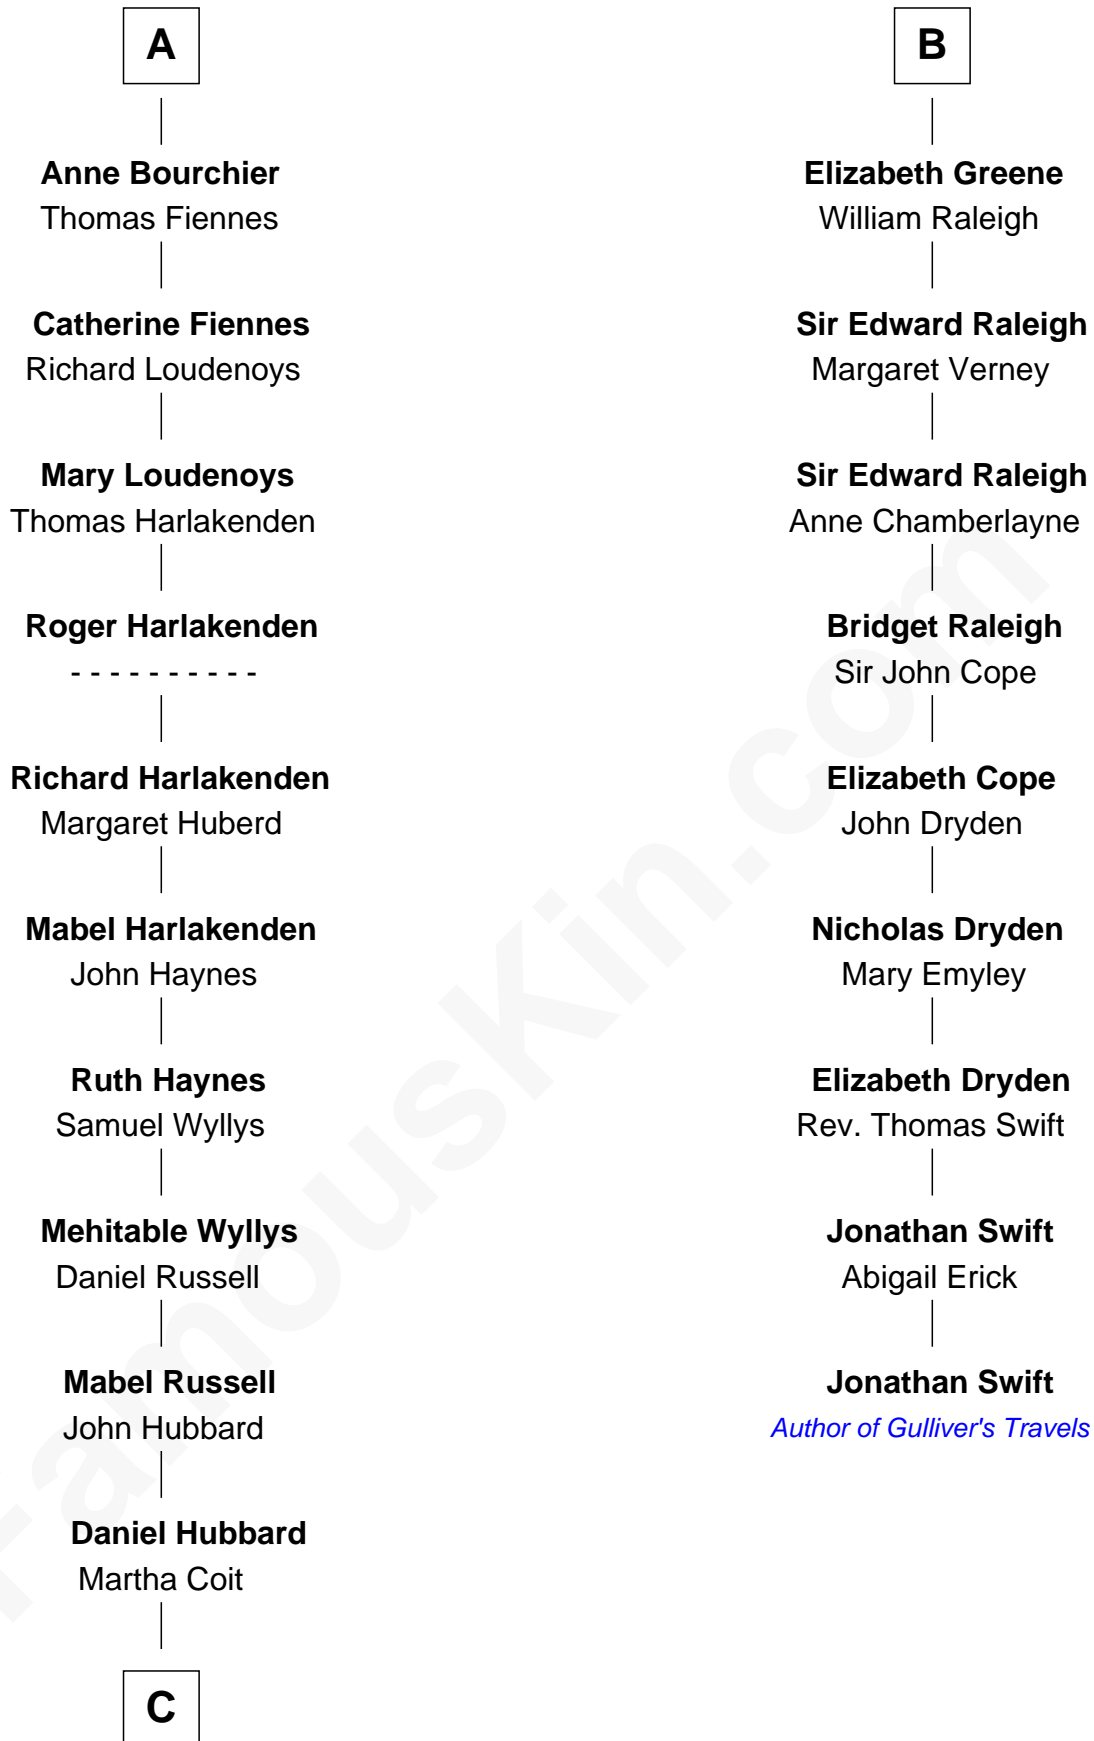 A
Anne Bourchier
Thomas Fiennes
Catherine Fiennes
Richard Loudenoys
Mary Loudenoys
Thomas Harlakenden
Roger Harlakenden
- - - - - - - - - -
Richard Harlakenden
Margaret Huberd
Mabel Harlakenden
John Haynes
Ruth Haynes
Samuel Wyllys
Mehitable Wyllys
Daniel Russell
Mabel Russell
John Hubbard
Daniel Hubbard
Martha Coit
C
B
Elizabeth Greene
William Raleigh
Sir Edward Raleigh
Margaret Verney
Sir Edward Raleigh
Anne Chamberlayne
Bridget Raleigh
Sir John Cope
Elizabeth Cope
John Dryden
Nicholas Dryden
Mary Emyley
Elizabeth Dryden
Rev. Thomas Swift
Jonathan Swift
Abigail Erick
Jonathan Swift
Author of Gulliver's Travels
FamousKin.com